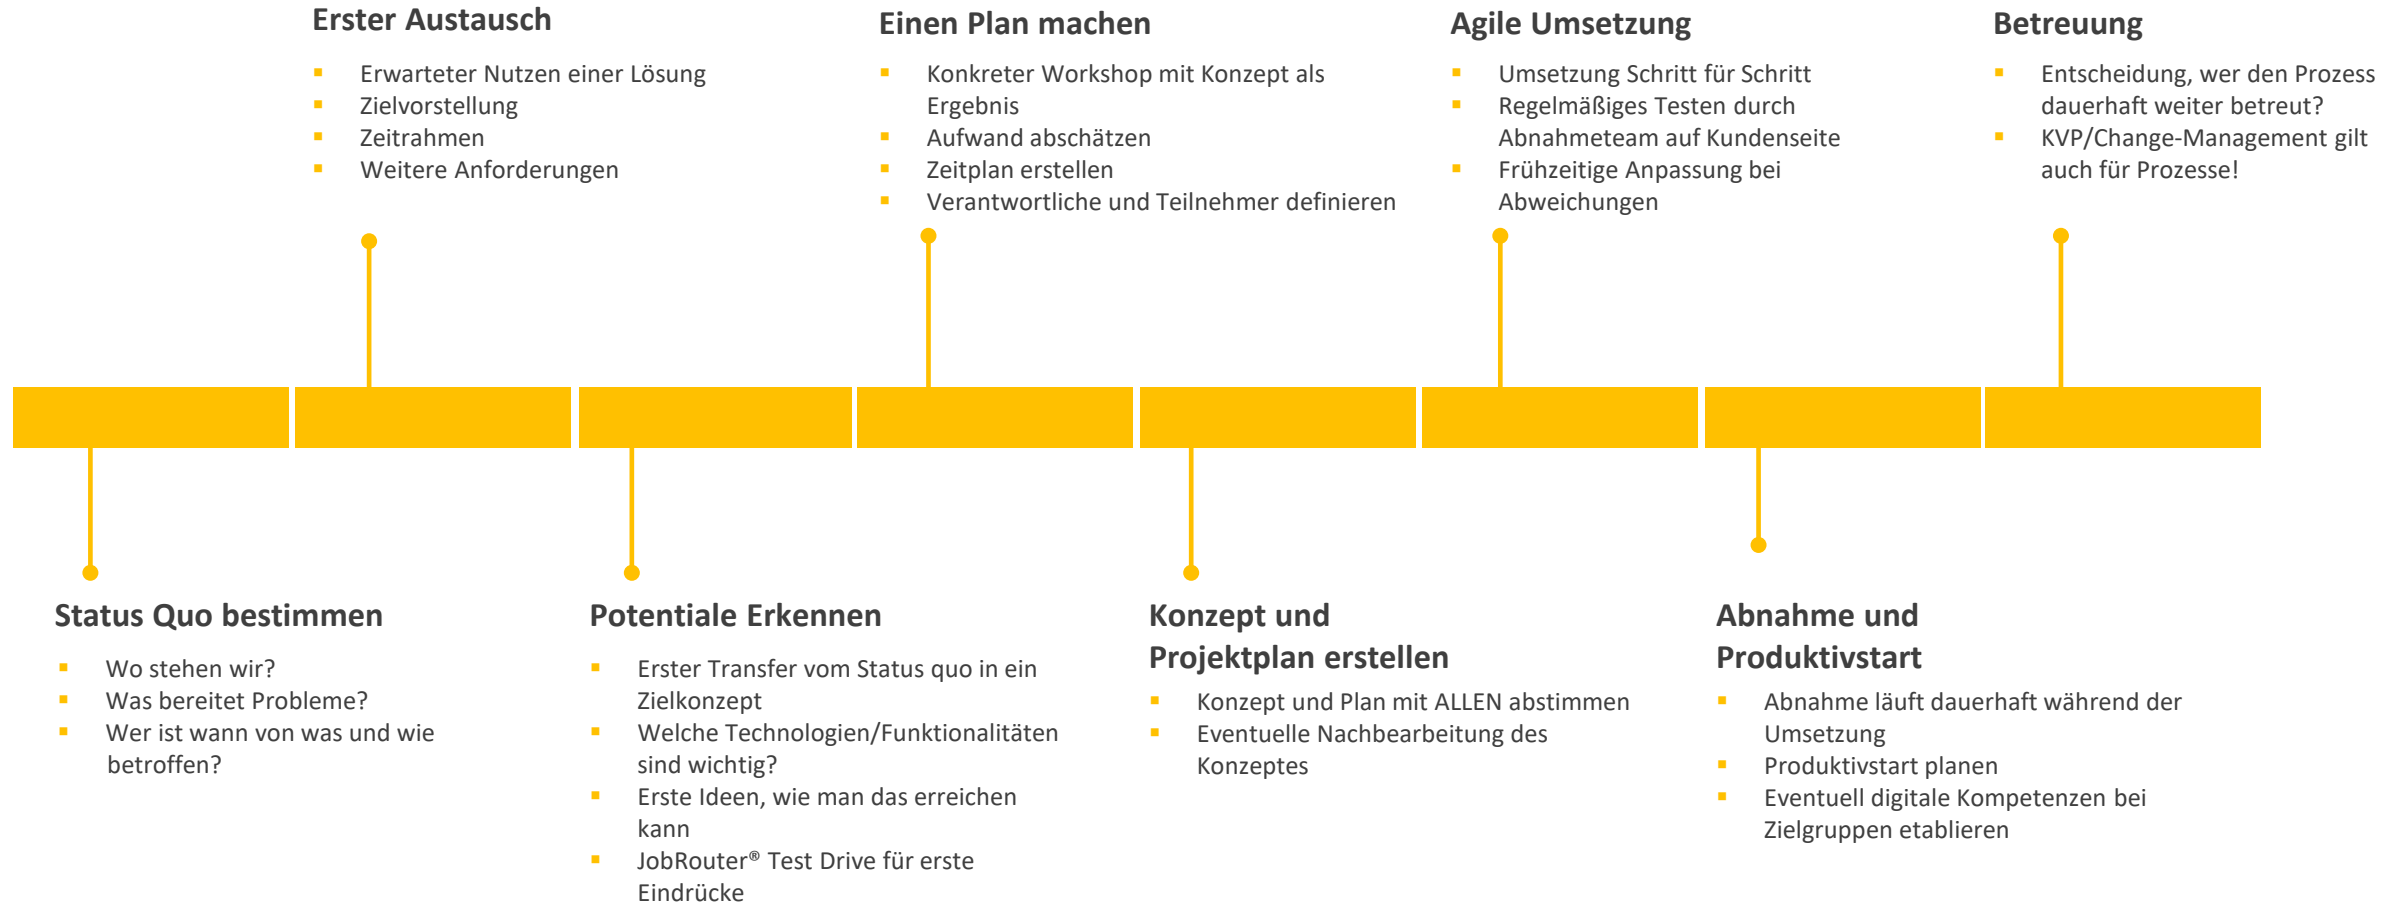 Erster Austausch
▪ Erwarteter Nutzen einer Lösung
▪ Zielvorstellung
▪ Zeitrahmen
▪ Weitere Anforderungen
Einen Plan machen
▪ Konkreter Workshop mit Konzept als
Ergebnis
▪ Aufwand abschätzen
▪ Zeitplan erstellen
▪ Verantwortliche und Teilnehmer definieren
Agile Umsetzung
▪ Umsetzung Schritt für Schritt
▪ Regelmäßiges Testen durch
Abnahmeteam auf Kundenseite
▪ Frühzeitige Anpassung bei
Abweichungen
Betreuung
▪ Entscheidung, wer den Prozess
dauerhaft weiter betreut?
▪ KVP/Change-Management gilt
auch für Prozesse!
Status Quo bestimmen
▪ Wo stehen wir?
▪ Was bereitet Probleme?
▪ Wer ist wann von was und wie
betroffen?
Potentiale Erkennen
▪ Erster Transfer vom Status quo in ein
Zielkonzept
▪ Welche Technologien/Funktionalitäten
sind wichtig?
▪ Erste Ideen, wie man das erreichen
kann
▪ JobRouter® Test Drive für erste
Eindrücke
Konzept und
Projektplan erstellen
▪ Konzept und Plan mit ALLEN abstimmen
▪ Eventuelle Nachbearbeitung des
Konzeptes
Abnahme und
Produktivstart
▪ Abnahme läuft dauerhaft während der
Umsetzung
▪ Produktivstart planen
▪ Eventuell digitale Kompetenzen bei
Zielgruppen etablieren